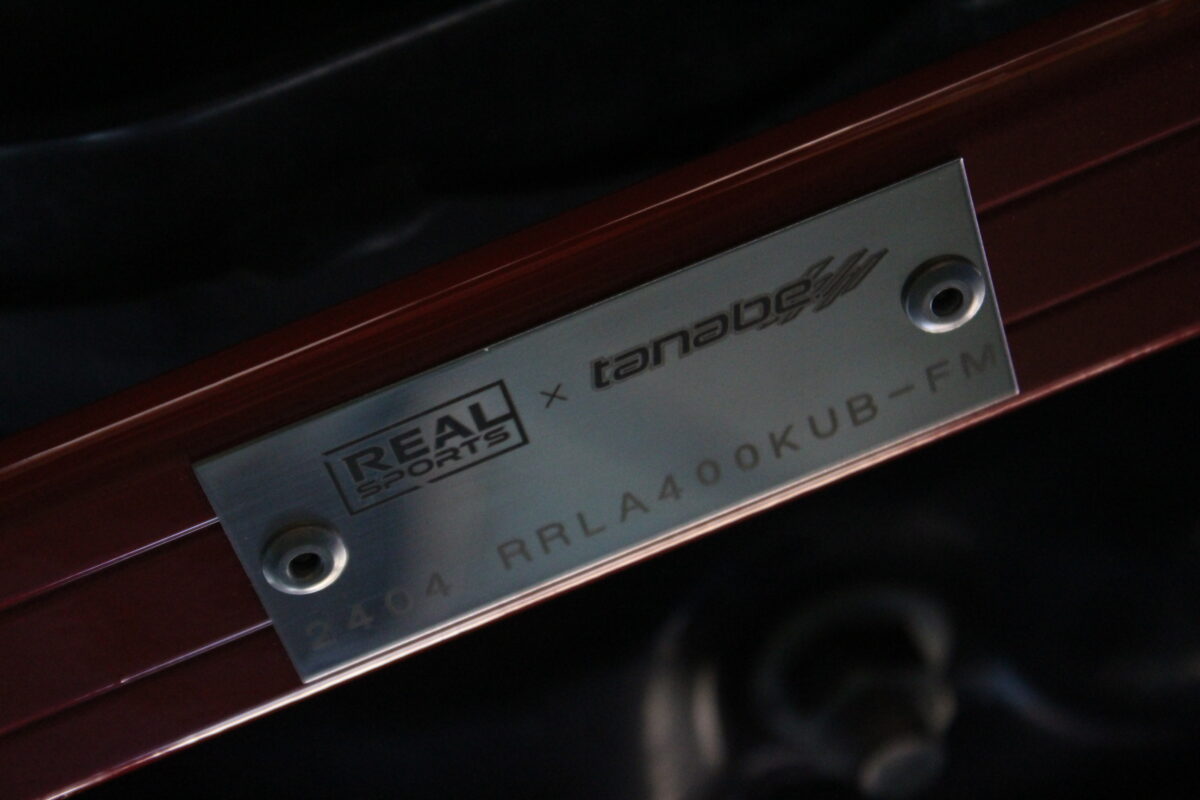 REAL SPORTS × tanabe
2404 RRLA400KUB-FM